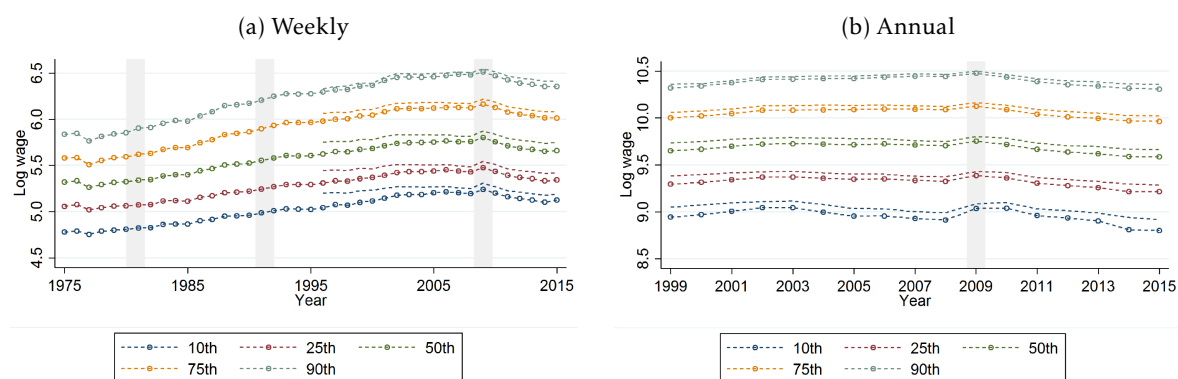 (a) Weekly
Log wage
6.5
6.0
5.5
5.0
4.5
1975 1985 1995 2005 2015
Year
10th 25th 50th
75th 90th
(b) Annual
Log wage
10.5
10.0
9.5
9.0
8.5
1999 2001 2003 2005 2007 2009 2011 2013 2015
Year
10th 25th 50th
75th 90th